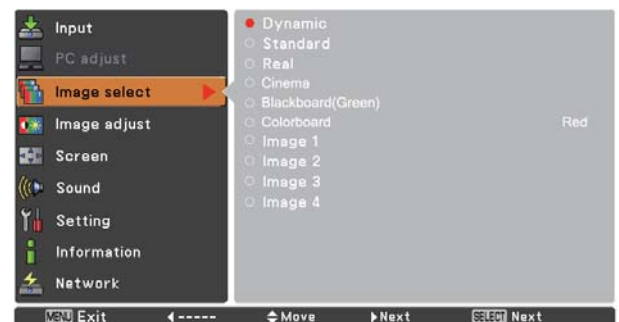 Input
PC adjust
Image select
Image adjust
Screen
Sound
Setting
Information
Network
Dynamic
Standard
Real
Cinema
Blackboard(Green)
Colorboard Red
Image 1
Image 2
Image 3
Image 4
MENU Exit ----- Move Next SELECT Next